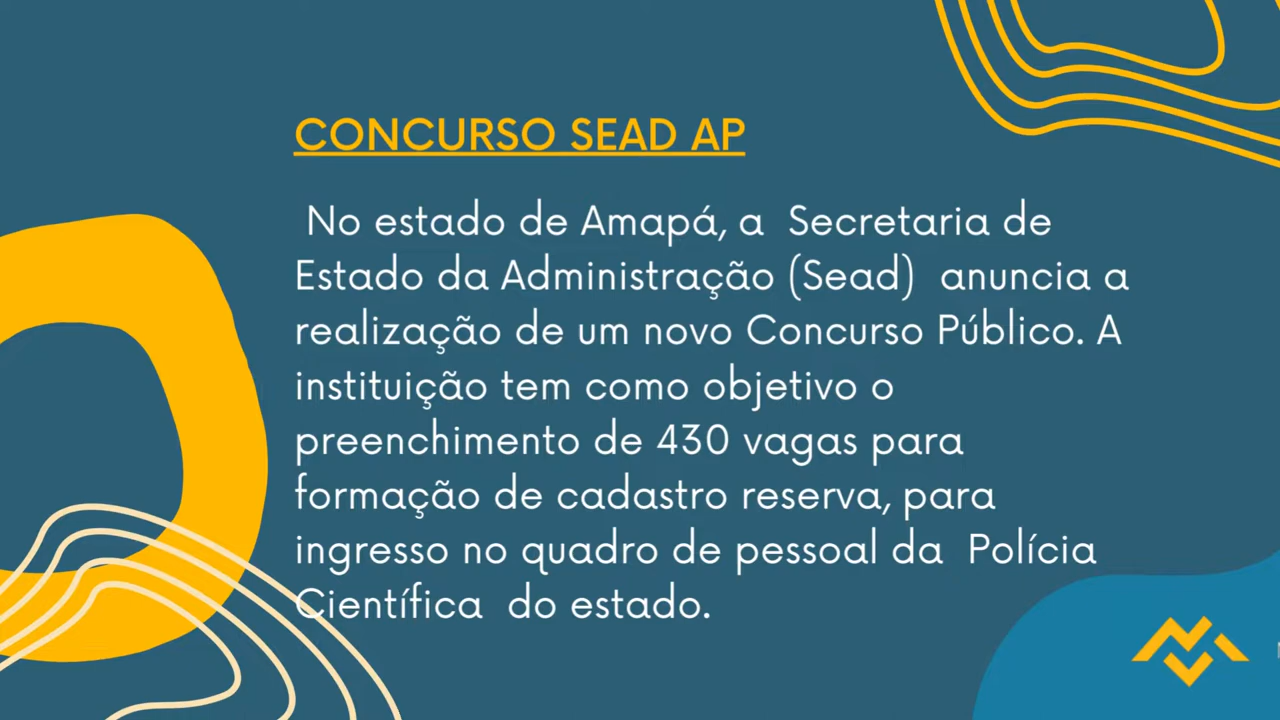 CONCURSO SEAD AP
No estado de Amapá, a Secretaria de
Estado da Administração (Sead) anuncia a
realização de um novo Concurso Público. A
instituição tem como objetivo o
preenchimento de 430 vagas para
formação de cadastro reserva, para
ingresso no quadro de pessoal da Polícia
Científica do estado.